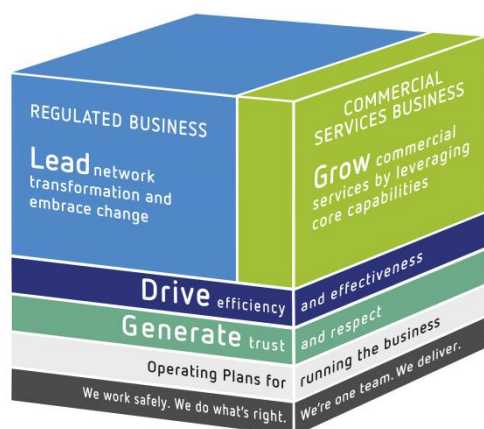 REGULATED BUSINESS
Lead network
transformation and
embrace change
COMMERCIAL
SERVICES BUSINESS
Grow commercial
services by leveraging
core capabilities
Drive efficiency and effectiveness
Generate trust and respect
Operating Plans for running the business
We work safely. We do what's right. We're one team. We deliver.